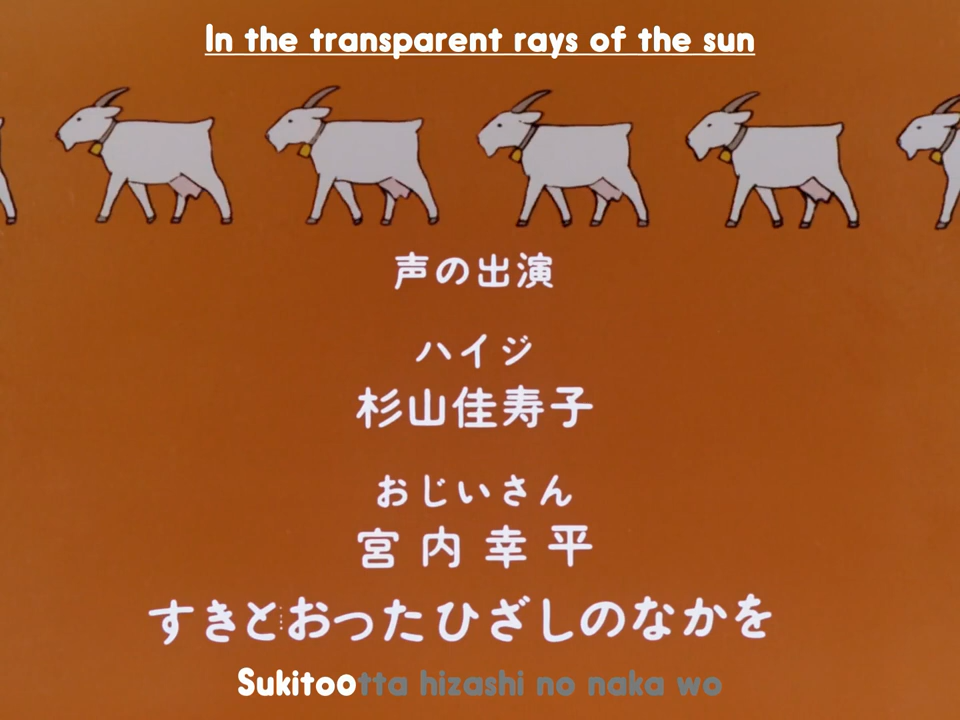 In the transparent rays of the sun
声の出演
ハイジ
杉山佳寿子
おじいさん
宮内幸平
すきとおったひざしのなかを
Sukitootta hizashi no naka wo